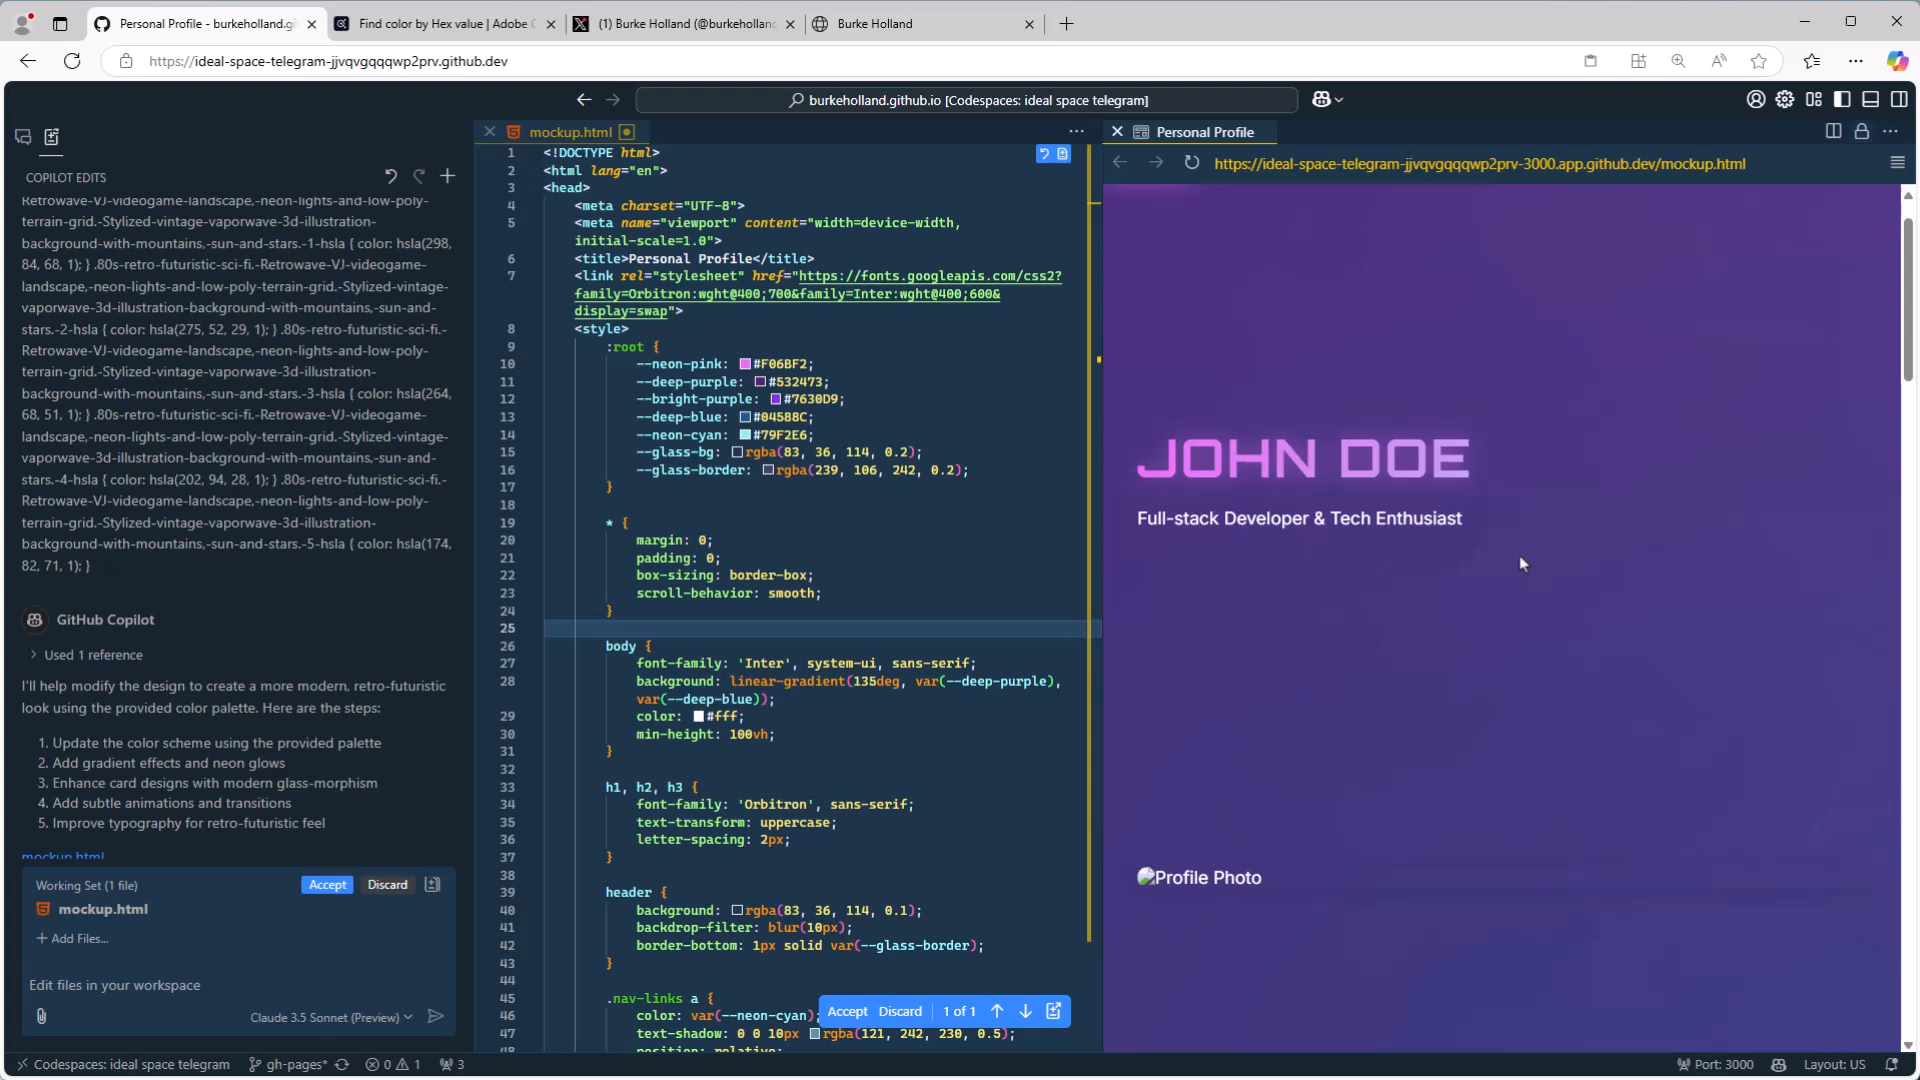 Personal Profile - burkeholland.gi
Find color by Hex value | Adobe C
(1) Burke Holland (@burkehollan
Burke Holland
https://ideal-space-telegram-jjvqvgqqqwp2prv.github.dev
burkeholland.github.io [Codespaces: ideal space telegram]
COPILOT EDITS
Retrowave-VJ-videogame-landscape,-neon-lights-and-low-poly-
terrain-grid.-Stylized-vintage-vaporwave-3d-illustration-
background-with-mountains,-sun-and-stars.-1-hsla { color: hsla(298,
84, 68, 1); } .80s-retro-futuristic-sci-fi.-Retrowave-VJ-videogame-
landscape,-neon-lights-and-low-poly-terrain-grid.-Stylized-vintage-
vaporwave-3d-illustration-background-with-mountains,-sun-and-
stars.-2-hsla { color: hsla(275, 52, 29, 1); } .80s-retro-futuristic-sci-fi.-
Retrowave-VJ-videogame-landscape,-neon-lights-and-low-poly-
terrain-grid.-Stylized-vintage-vaporwave-3d-illustration-
background-with-mountains,-sun-and-stars.-3-hsla { color: hsla(264,
68, 51, 1); } .80s-retro-futuristic-sci-fi.-Retrowave-VJ-videogame-
landscape,-neon-lights-and-low-poly-terrain-grid.-Stylized-vintage-
vaporwave-3d-illustration-background-with-mountains,-sun-and-
stars.-4-hsla { color: hsla(202, 94, 28, 1); } .80s-retro-futuristic-sci-fi.-
Retrowave-VJ-videogame-landscape,-neon-lights-and-low-poly-
terrain-grid.-Stylized-vintage-vaporwave-3d-illustration-
background-with-mountains,-sun-and-stars.-5-hsla { color: hsla(174,
82, 71, 1); }
GitHub Copilot
Used 1 reference
I'll help modify the design to create a more modern, retro-futuristic
look using the provided color palette. Here are the steps:
1. Update the color scheme using the provided palette
2. Add gradient effects and neon glows
3. Enhance card designs with modern glass-morphism
4. Add subtle animations and transitions
5. Improve typography for retro-futuristic feel
mockup.html
Working Set (1 file)
Accept
Discard
mockup.html
+ Add Files...
Edit files in your workspace
Claude 3.5 Sonnet (Preview)
mockup.html
1 <!DOCTYPE html>
2 <html lang="en">
3 <head>
4 <meta charset="UTF-8">
5 <meta name="viewport" content="width=device-width,
initial-scale=1.0">
6 <title>Personal Profile</title>
7 <link rel="stylesheet" href="https://fonts.googleapis.com/css2?
family=Orbitron:wght@400;700&family=Inter:wght@400;600&
display=swap">
8 <style>
9 :root {
10 --neon-pink: #F06BF2;
11 --deep-purple: #532473;
12 --bright-purple: #7630D9;
13 --deep-blue: #04588C;
14 --neon-cyan: #79F2E6;
15 --glass-bg: rgba(83, 36, 114, 0.2);
16 --glass-border: rgba(239, 106, 242, 0.2);
17 }
18
19 * {
20 margin: 0;
21 padding: 0;
22 box-sizing: border-box;
23 scroll-behavior: smooth;
24 }
25
26 body {
27 font-family: 'Inter', system-ui, sans-serif;
28 background: linear-gradient(135deg, var(--deep-purple),
var(--deep-blue));
29 color: #fff;
30 min-height: 100vh;
31 }
32
33 h1, h2, h3 {
34 font-family: 'Orbitron', sans-serif;
35 text-transform: uppercase;
36 letter-spacing: 2px;
37 }
38
39 header {
40 background: rgba(83, 36, 114, 0.1);
41 backdrop-filter: blur(10px);
42 border-bottom: 1px solid var(--glass-border);
43 }
44
45 .nav-links a {
46 color: var(--neon-cyan);
47 text-shadow: 0 0 10px rgba(121, 242, 230, 0.5);
48 position: relative;
Accept Discard 1 of 1
Personal Profile
https://ideal-space-telegram-jjvqvgqqqwp2prv-3000.app.github.dev/mockup.html
JOHN DOE
Full-stack Developer & Tech Enthusiast
Profile Photo
Codespaces: ideal space telegram
gh-pages*
0
1
3
Port: 3000
Layout: US